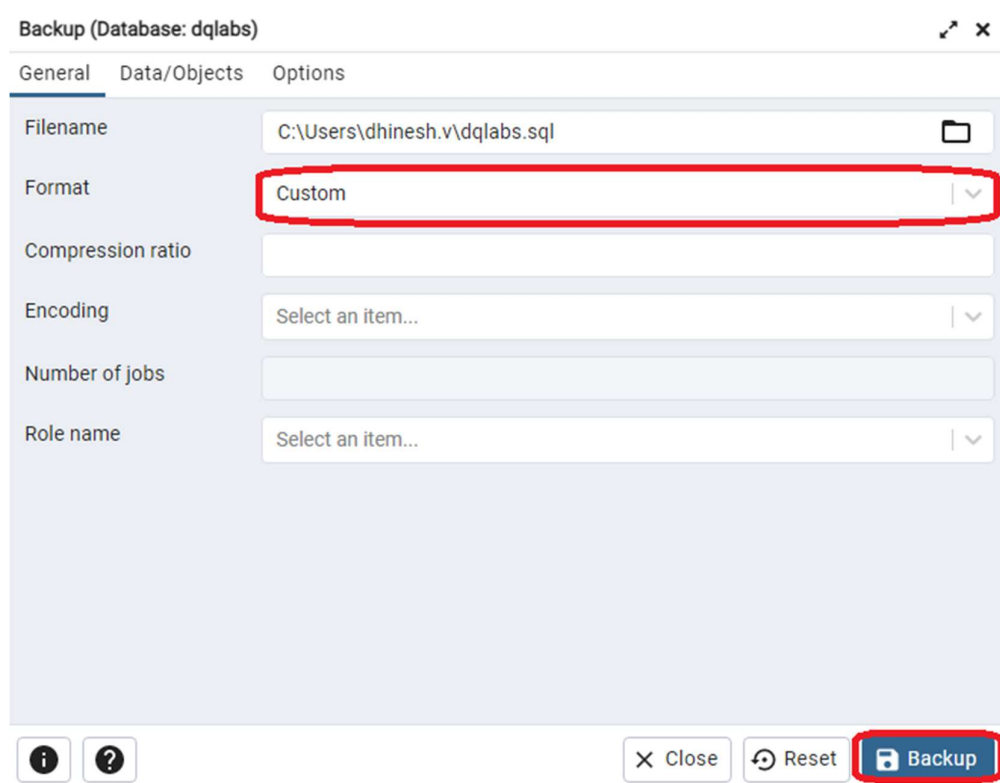 Backup (Database: dqlabs)
General Data/Objects Options
Filename C:\Users\dhinesh.v\dqlabs.sql
Format Custom
Compression ratio
Encoding Select an item...
Number of jobs
Role name Select an item...
Close Reset Backup